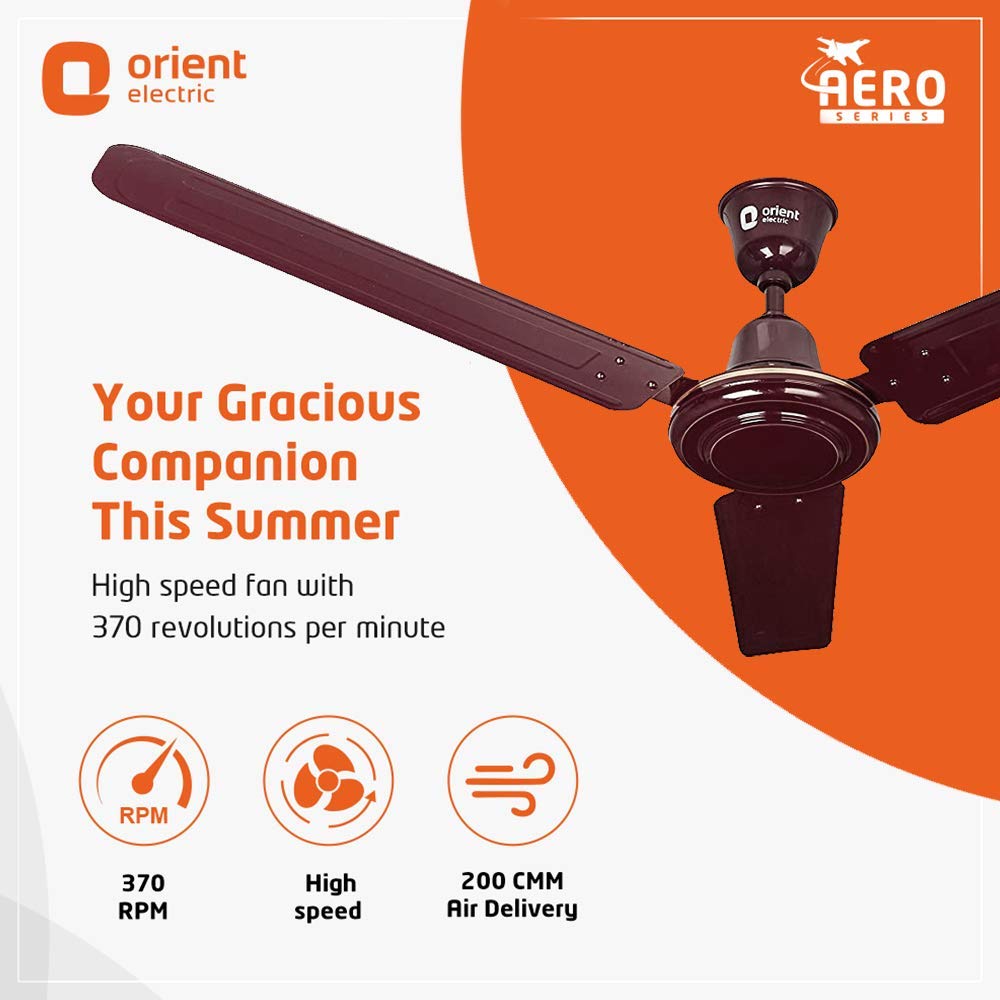 orient
electric
AERO
SERIES
orient
electric
Your Gracious
Companion
This Summer
High speed fan with
370 revolutions per minute
RPM
370
RPM
High
speed
200 CMM
Air Delivery